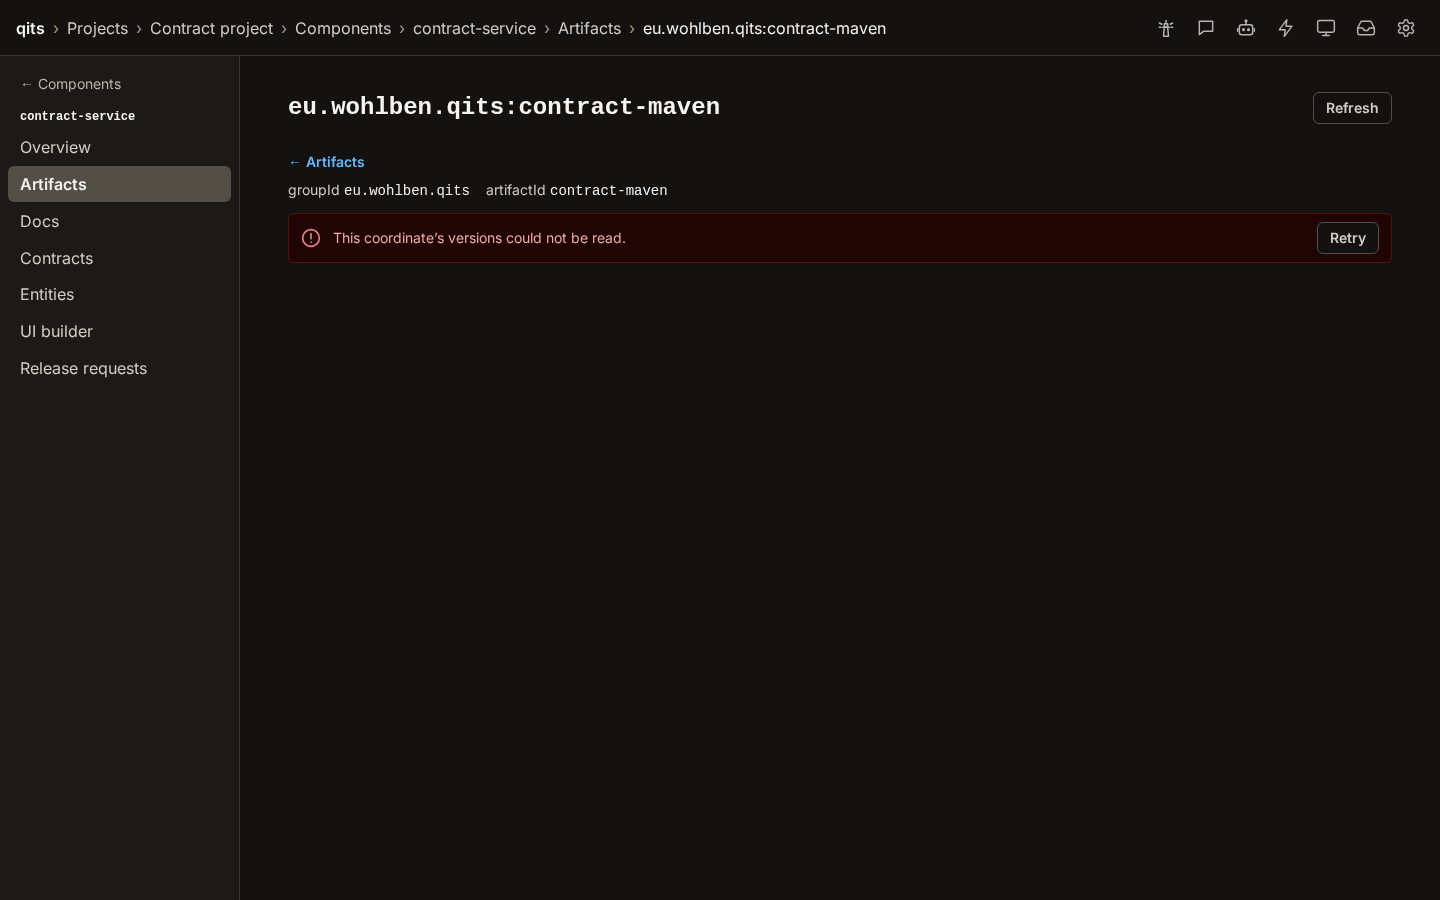 qits › Projects › Contract project › Components › contract-service › Artifacts › eu.wohlben.qits:contract-maven
← Components
contract-service
Overview
Artifacts
Docs
Contracts
Entities
UI builder
Release requests
eu.wohlben.qits:contract-maven
Refresh
← Artifacts
groupId eu.wohlben.qits artifactId contract-maven
This coordinate’s versions could not be read.
Retry